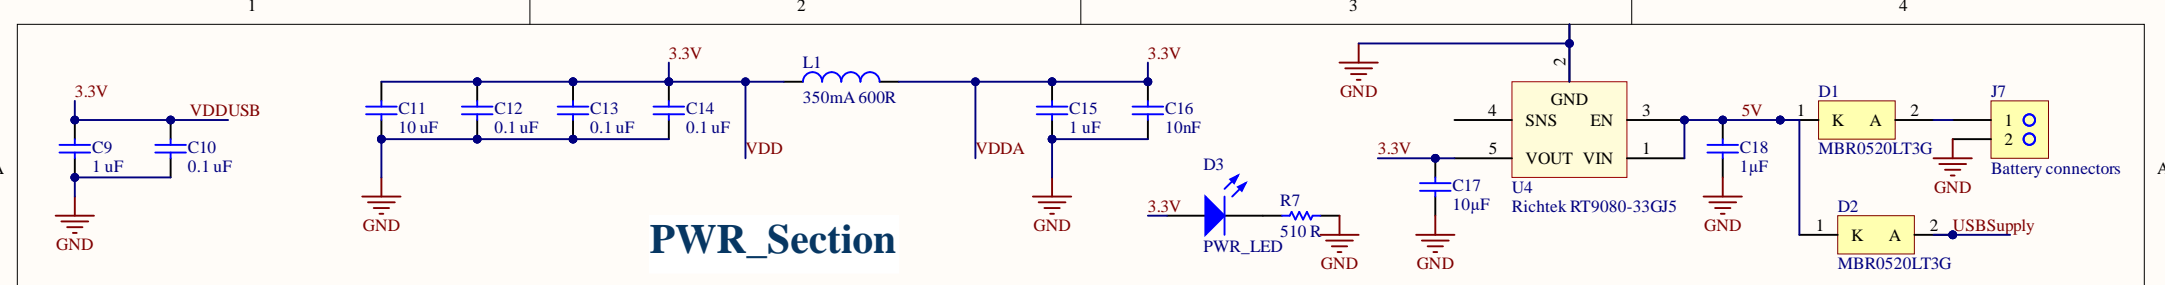 1 2 3 4
A A
3.3V
VDDUSB
C9
1 uF
C10
0.1 uF
GND
3.3V
C11
10 uF
C12
0.1 uF
C13
0.1 uF
C14
0.1 uF
GND
VDD
L1
350mA 600R
VDDA
3.3V
C15
1 uF
C16
10nF
GND
PWR_Section
D3
3.3V
PWR_LED
R7
510 R
GND
GND
2
GND
4 SNS EN 3
5 VOUT VIN 1
U4
Richtek RT9080-33GJ5
3.3V
C17
10µF
GND
5V
C18
1µF
GND
D1
1 K A 2
MBR0520LT3G
J7
1
2
GND
Battery connectors
D2
1 K A 2
MBR0520LT3G
USBSupply